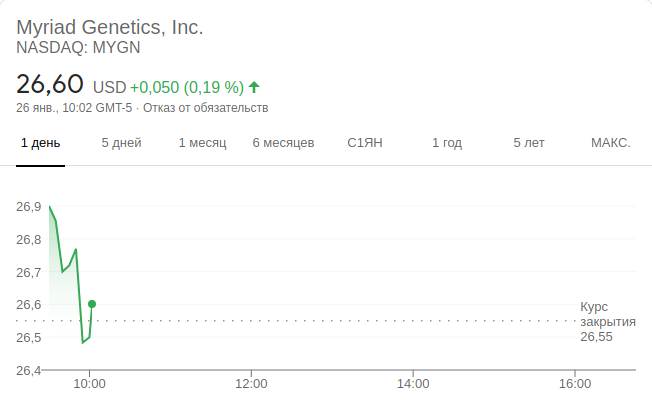 Myriad Genetics, Inc.
NASDAQ: MYGN
26,60 USD +0,050 (0,19 %)
26 янв., 10:02 GMT-5 · Отказ от обязательств
1 день 5 дней 1 месяц 6 месяцев С1ЯН 1 год 5 лет МАКС.
26,9
26,8
26,7
26,6
26,5
26,4
Курс
закрытия
26,55
10:00 12:00 14:00 16:00